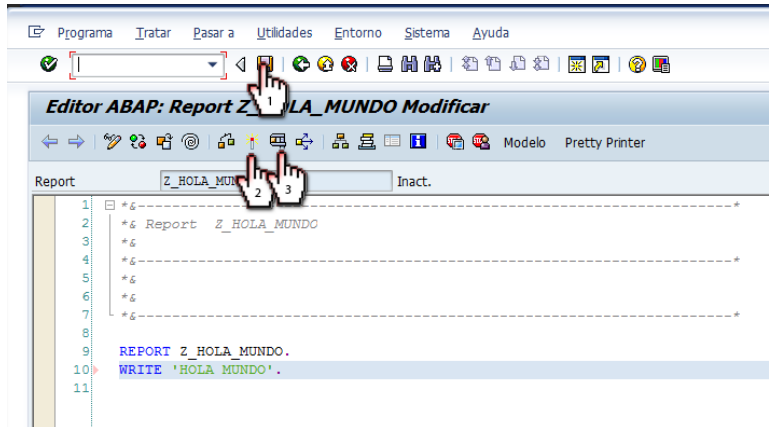 Programa Tratar Pasar a Utilidades Entorno Sistema Ayuda
1
Editor ABAP: Report Z_HOLA_MUNDO Modificar
Modelo Pretty Printer
Report Z_HOLA_MUN Inact.
2 3
1 *&---------------------------------------------------------------------*
2 *& Report Z_HOLA_MUNDO
3 *&
4 *&---------------------------------------------------------------------*
5 *&
6 *&
7 *&---------------------------------------------------------------------*
8
9 REPORT Z_HOLA_MUNDO.
10 WRITE 'HOLA MUNDO'.
11